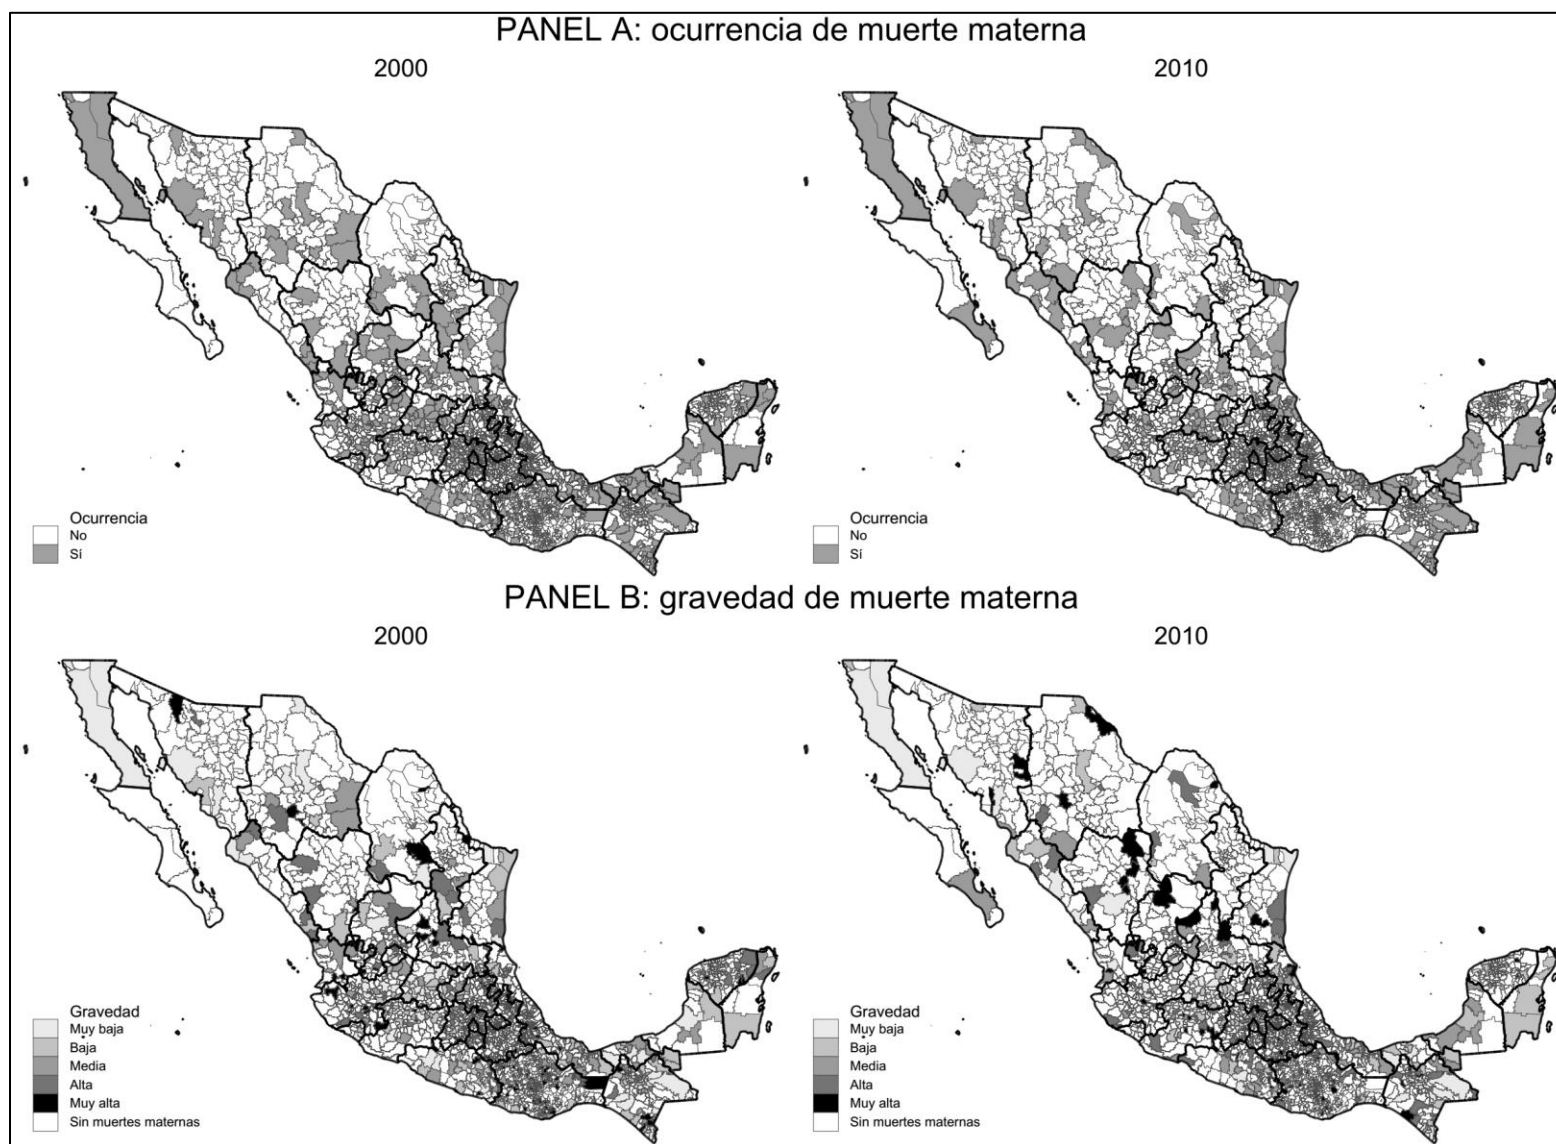 PANEL A: ocurrencia de muerte materna
2000
2010
Ocurrencia
No
Sí
Ocurrencia
No
Sí
PANEL B: gravedad de muerte materna
2000
2010
Gravedad
Muy baja
Baja
Media
Alta
Muy alta
Sin muertes maternas
Gravedad
Muy baja
Baja
Media
Alta
Muy alta
Sin muertes maternas